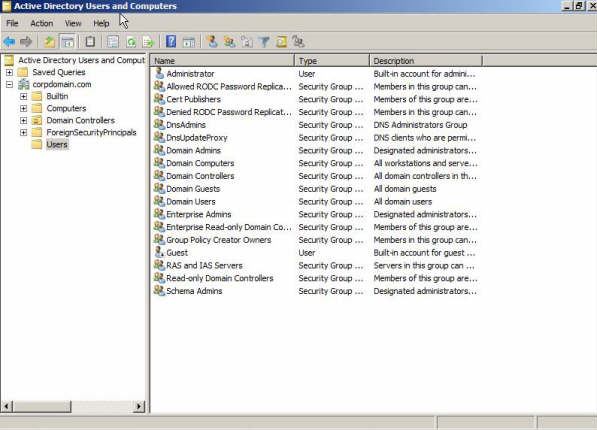 Active Directory Users and Computers
File Action View Help
Active Directory Users and Comput
Saved Queries
corpdomain.com
Builtin
Computers
Domain Controllers
ForeignSecurityPrincipals
Users
Name Type Description
Administrator User Built-in account for admini...
Allowed RODC Password Replicat... Security Group ... Members in this group can...
Cert Publishers Security Group ... Members of this group are...
Denied RODC Password Replicat... Security Group ... Members in this group can...
DnsAdmins Security Group ... DNS Administrators Group
DnsUpdateProxy Security Group ... DNS clients who are permi...
Domain Admins Security Group ... Designated administrators...
Domain Computers Security Group ... All workstations and serve...
Domain Controllers Security Group ... All domain controllers in th...
Domain Guests Security Group ... All domain guests
Domain Users Security Group ... All domain users
Enterprise Admins Security Group ... Designated administrators...
Enterprise Read-only Domain Co... Security Group ... Members of this group are...
Group Policy Creator Owners Security Group ... Members in this group can...
Guest User Built-in account for guest ...
RAS and IAS Servers Security Group ... Servers in this group can ...
Read-only Domain Controllers Security Group ... Members of this group are...
Schema Admins Security Group ... Designated administrators...